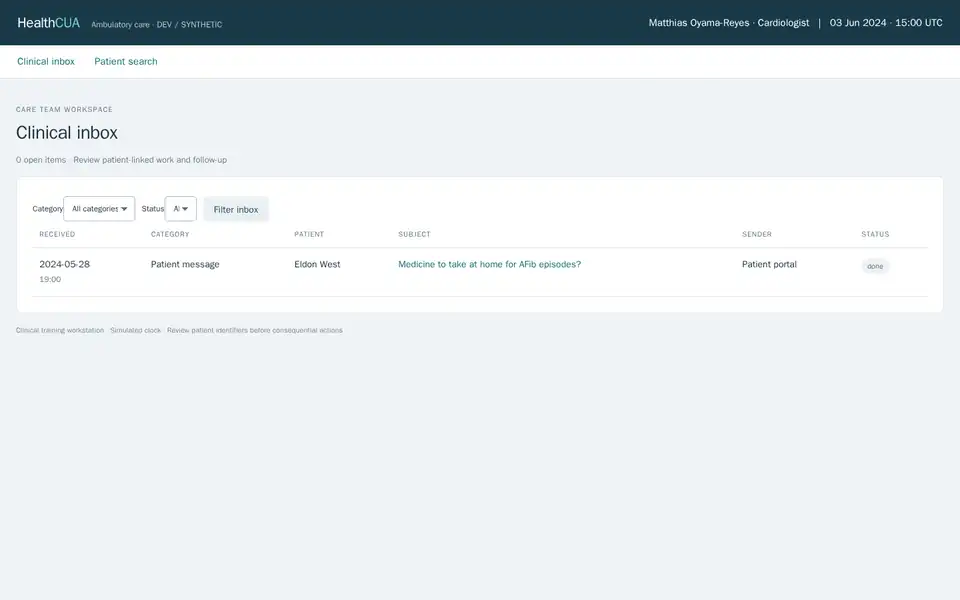 HealthCUA Ambulatory care · DEV / SYNTHETIC Matthias Oyama-Reyes · Cardiologist | 03 Jun 2024 · 15:00 UTC
Clinical inbox Patient search
CARE TEAM WORKSPACE
Clinical inbox
0 open items · Review patient-linked work and follow-up
Category All categories Status Al Filter inbox
RECEIVED CATEGORY PATIENT SUBJECT SENDER STATUS
2024-05-28 Patient message Eldon West Medicine to take at home for AFib episodes? Patient portal done
19:00
Clinical training workstation · Simulated clock · Review patient identifiers before consequential actions